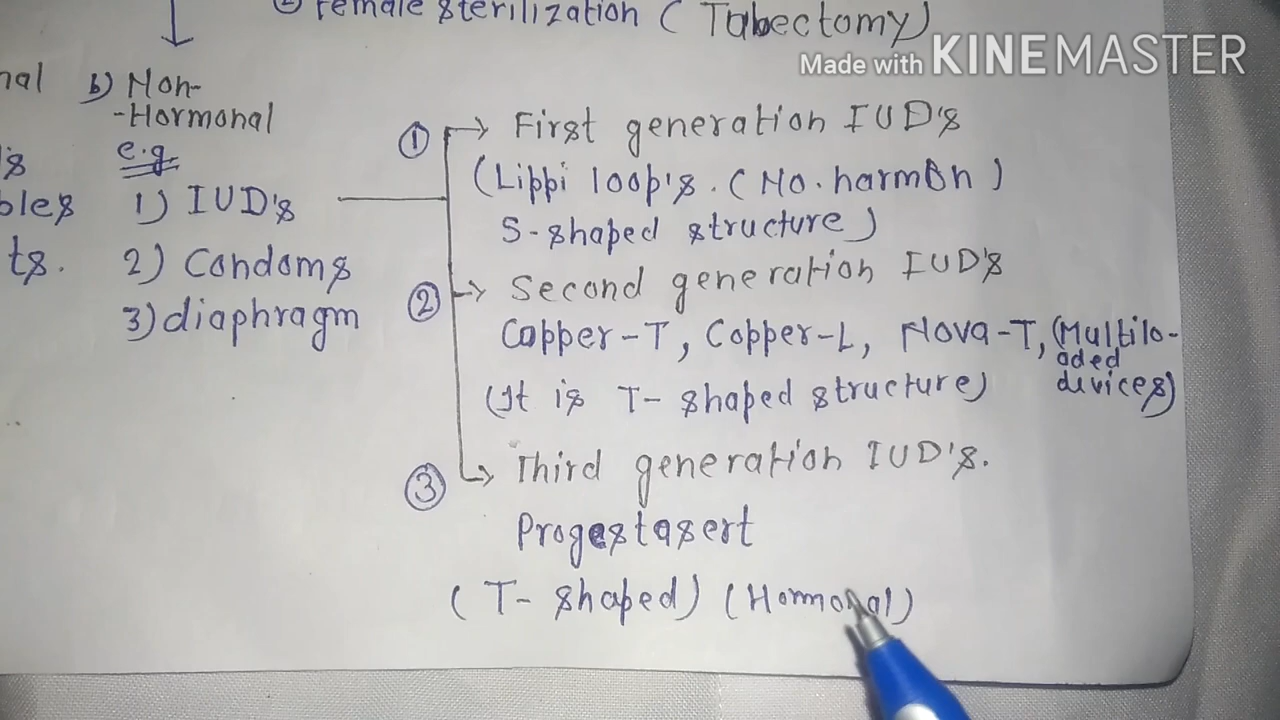 ② Female sterilization ( Tubectomy)
Made with KINEMASTER
nal b) Non-
-Hormonal
e.g.
1) IUD's
2) Condoms
3) diaphragm
bles
ts.
① → First generation IUD's
(Lippi loop's. (No. harmon)
S-shaped structure)
② → Second generation IUD's
Copper-T, Copper-L, Nova-T, (Multilo-
aded
devices)
(It is T- shaped structure)
③ → Third generation IUD's.
Progestasert
( T- shaped) (Hormonal)